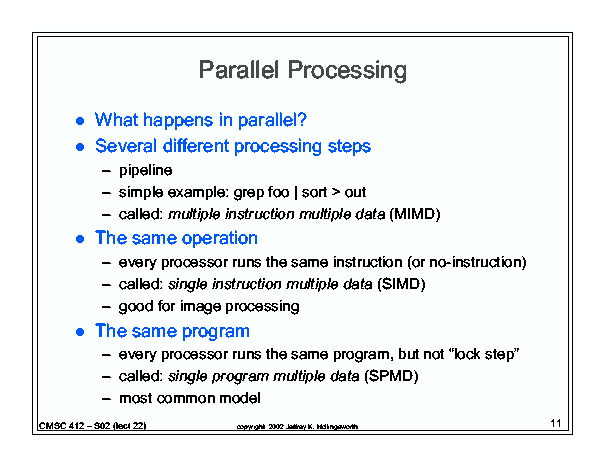 Parallel Processing
● What happens in parallel?
● Several different processing steps
– pipeline
– simple example: grep foo | sort > out
– called: multiple instruction multiple data (MIMD)
● The same operation
– every processor runs the same instruction (or no-instruction)
– called: single instruction multiple data (SIMD)
– good for image processing
● The same program
– every processor runs the same program, but not “lock step”
– called: single program multiple data (SPMD)
– most common model
CMSC 412 – S02 (lect 22)
copyright 2002 Jeffrey K. Hollingsworth
11